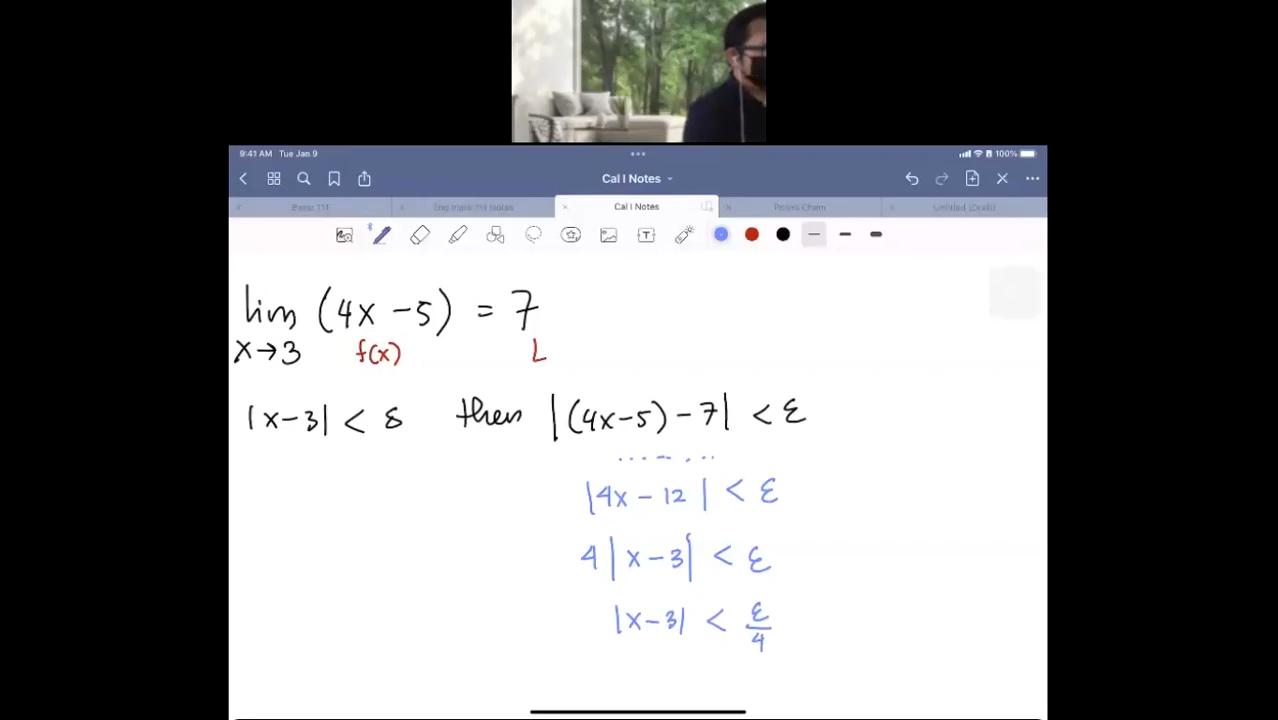 9:41 AM Tue Jan 9 100%
Cal I Notes
Cal I Notes
lim (4x - 5) = 7
x→3 f(x) L
|x-3| < δ then |(4x-5) - 7| < ε
|4x - 12| < ε
4|x - 3| < ε
|x-3| < ε/4